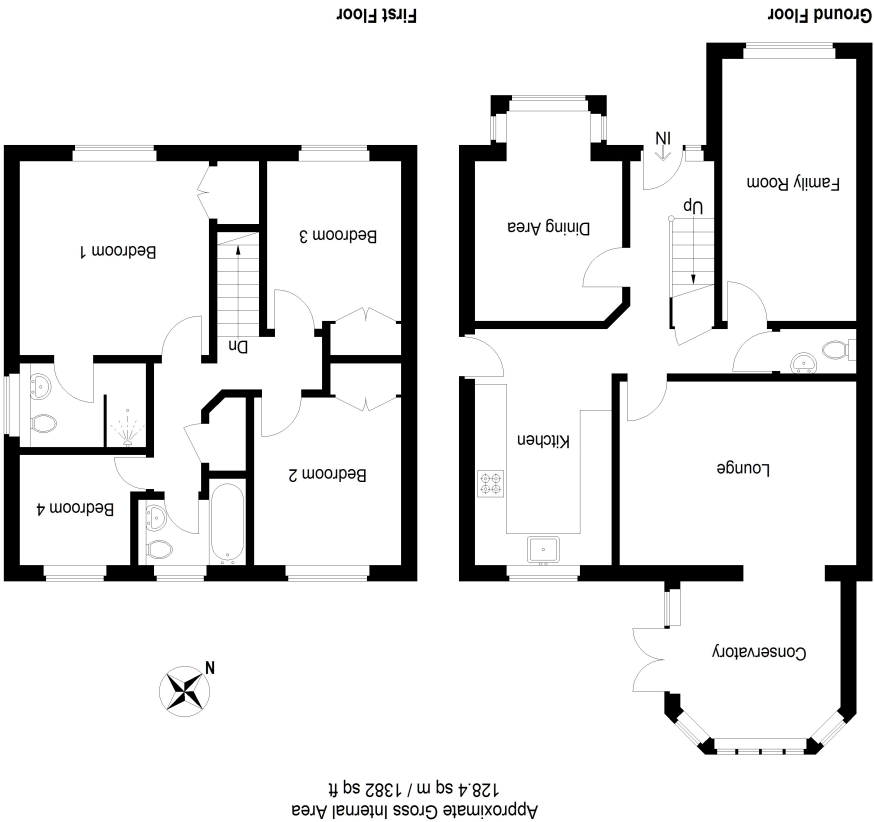 Approximate Gross Internal Area
128.4 sq m / 1382 sq ft
N
Conservatory
Lounge
Kitchen
Dining Area
Up
Family Room
IN
Ground Floor
Bedroom 4
Bedroom 2
Dn
Bedroom 1
Bedroom 3
First Floor